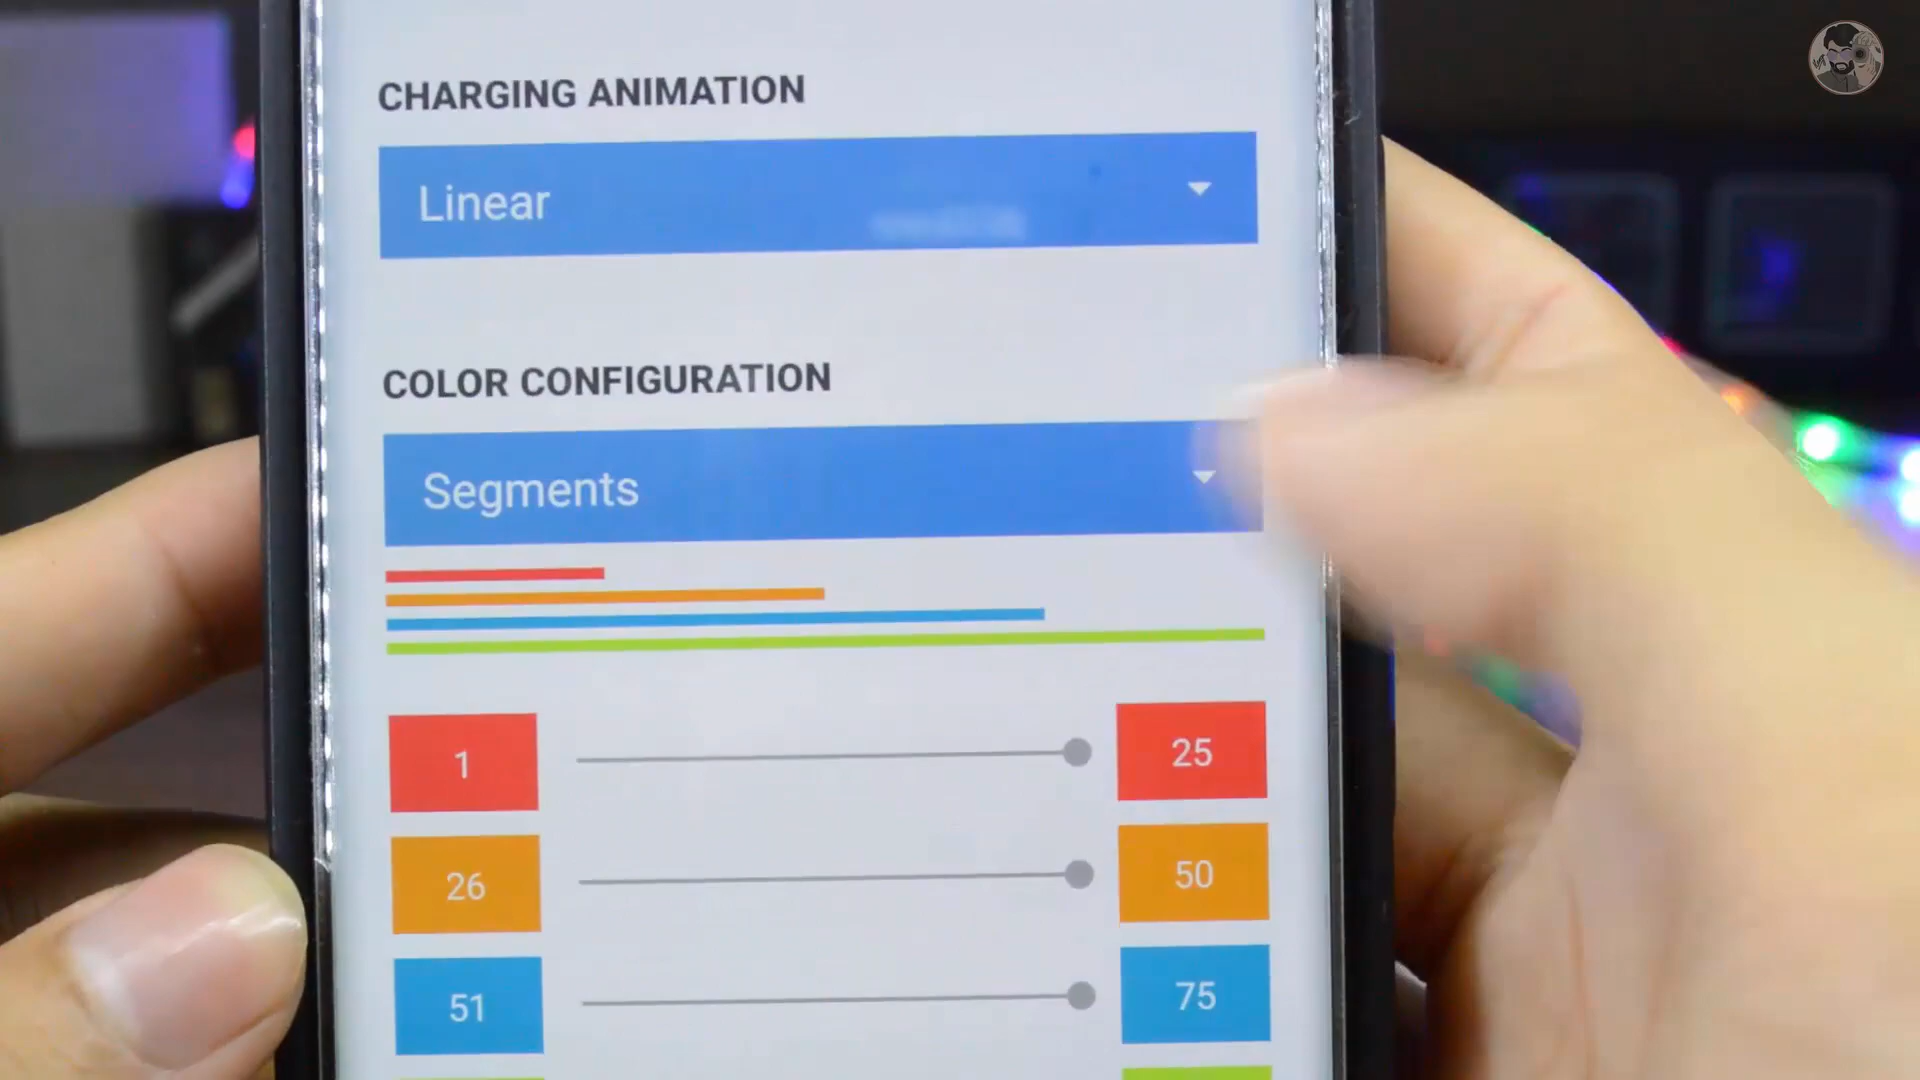 CHARGING ANIMATION
Linear
COLOR CONFIGURATION
Segments
1 25
26 50
51 75